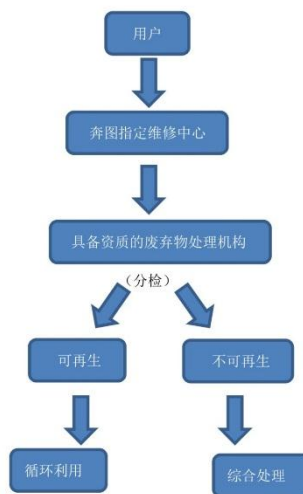 用户
奔图指定维修中心
具备资质的废弃物处理机构
（分检）
可再生
不可再生
循环利用
综合处理